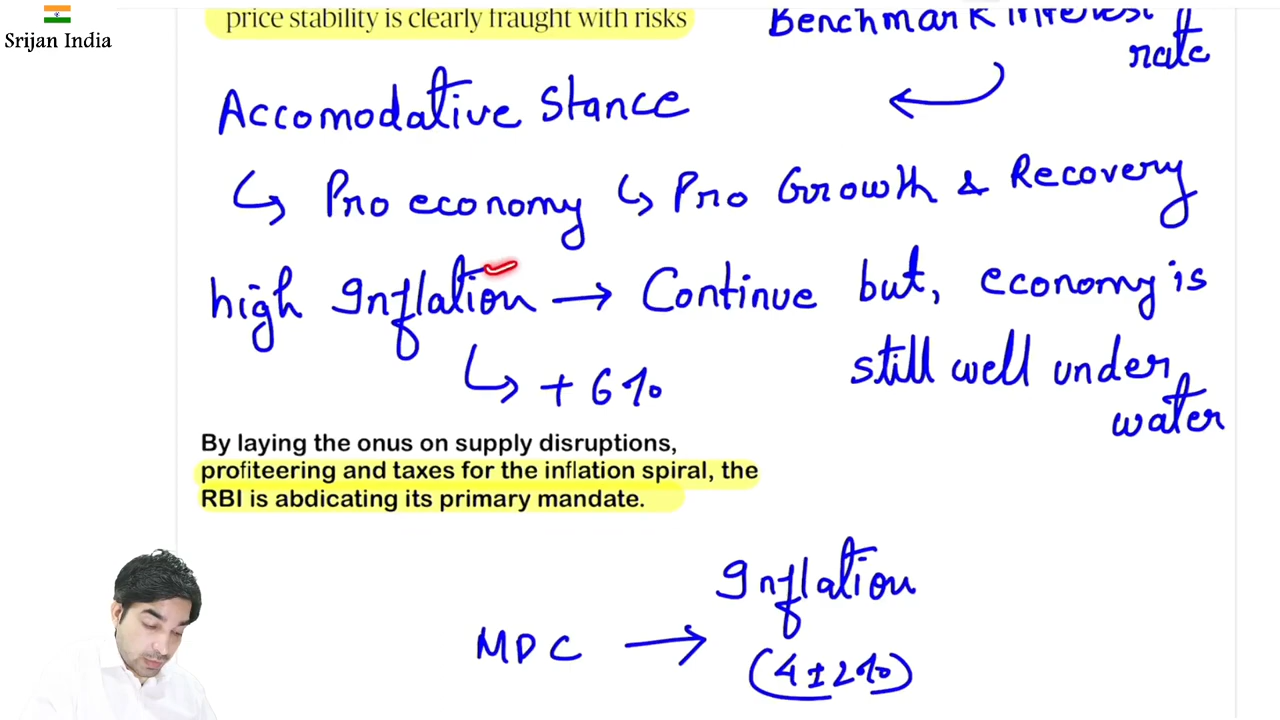 price stability is clearly fraught with risks
Benchmark interest
rate
Srijan India
Accomodative Stance
↳ Pro economy ↳ Pro Growth & Recovery
high Inflation → Continue but, economy is
still well under
water
↳ + 6%
By laying the onus on supply disruptions,
profiteering and taxes for the inflation spiral, the
RBI is abdicating its primary mandate.
Inflation
MPC →
(4 ± 2%)